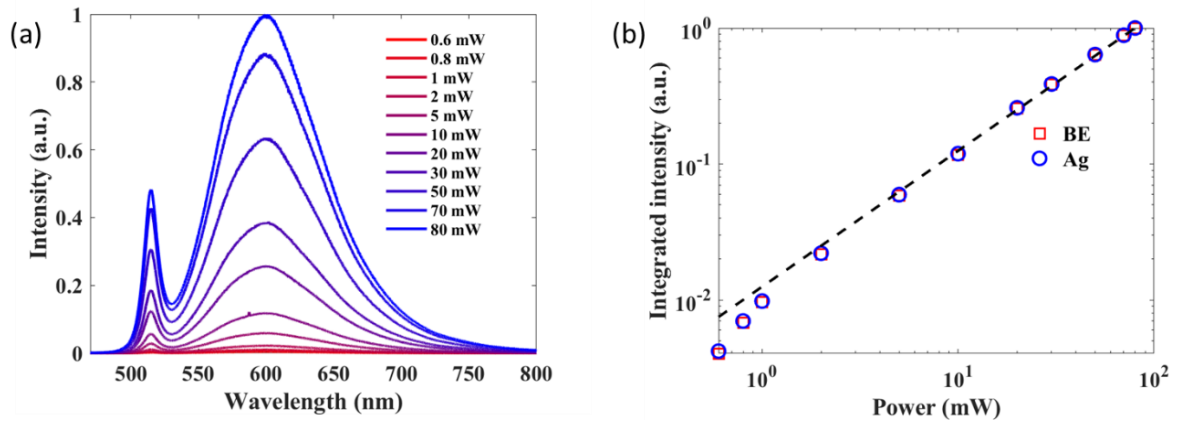 (a)
Intensity (a.u.)
1
0.8
0.6
0.4
0.2
0
500 550 600 650 700 750 800
Wavelength (nm)
0.6 mW
0.8 mW
1 mW
2 mW
5 mW
10 mW
20 mW
30 mW
50 mW
70 mW
80 mW
(b)
Integrated intensity (a.u.)
10^0
10^-1
10^-2
10^0 10^1 10^2
Power (mW)
BE
Ag